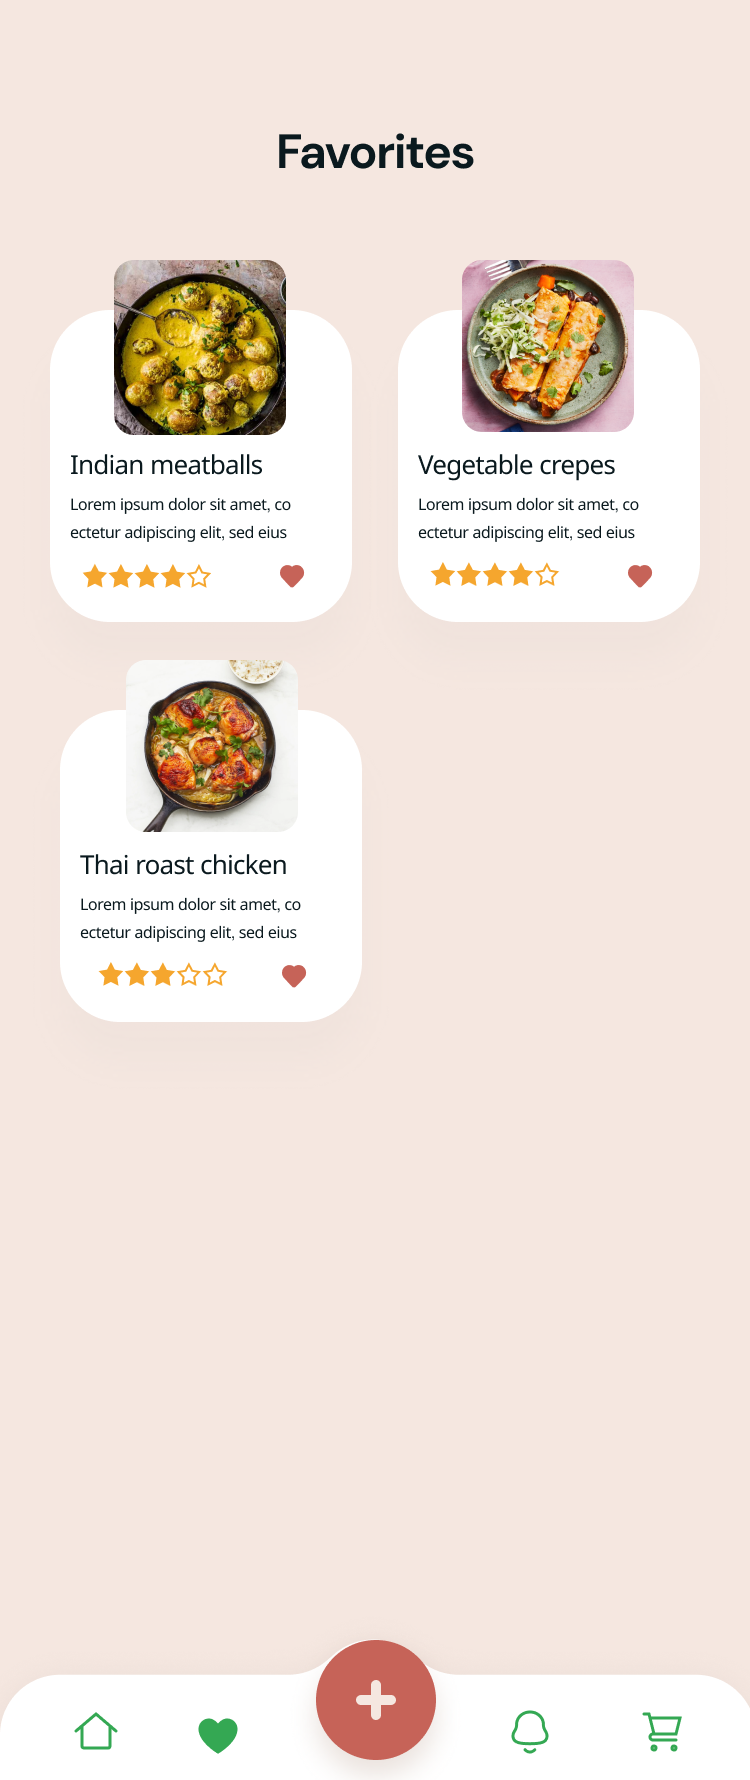 Favorites
Indian meatballs
Lorem ipsum dolor sit amet, co
ectetur adipiscing elit, sed eius
Vegetable crepes
Lorem ipsum dolor sit amet, co
ectetur adipiscing elit, sed eius
Thai roast chicken
Lorem ipsum dolor sit amet, co
ectetur adipiscing elit, sed eius